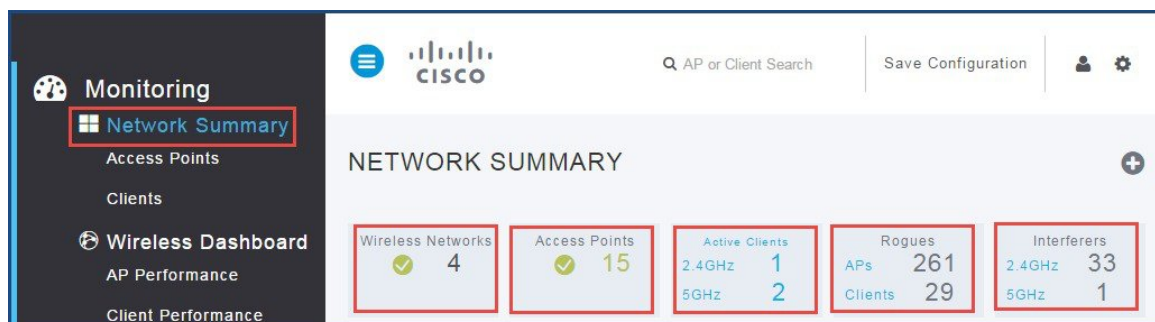 Monitoring
Network Summary
Access Points
Clients
Wireless Dashboard
AP Performance
Client Performance
CISCO
AP or Client Search
Save Configuration
NETWORK SUMMARY
Wireless Networks
4
Access Points
15
Active Clients
2.4GHz 1
5GHz 2
Rogues
APs 261
Clients 29
Interferers
2.4GHz 33
5GHz 1